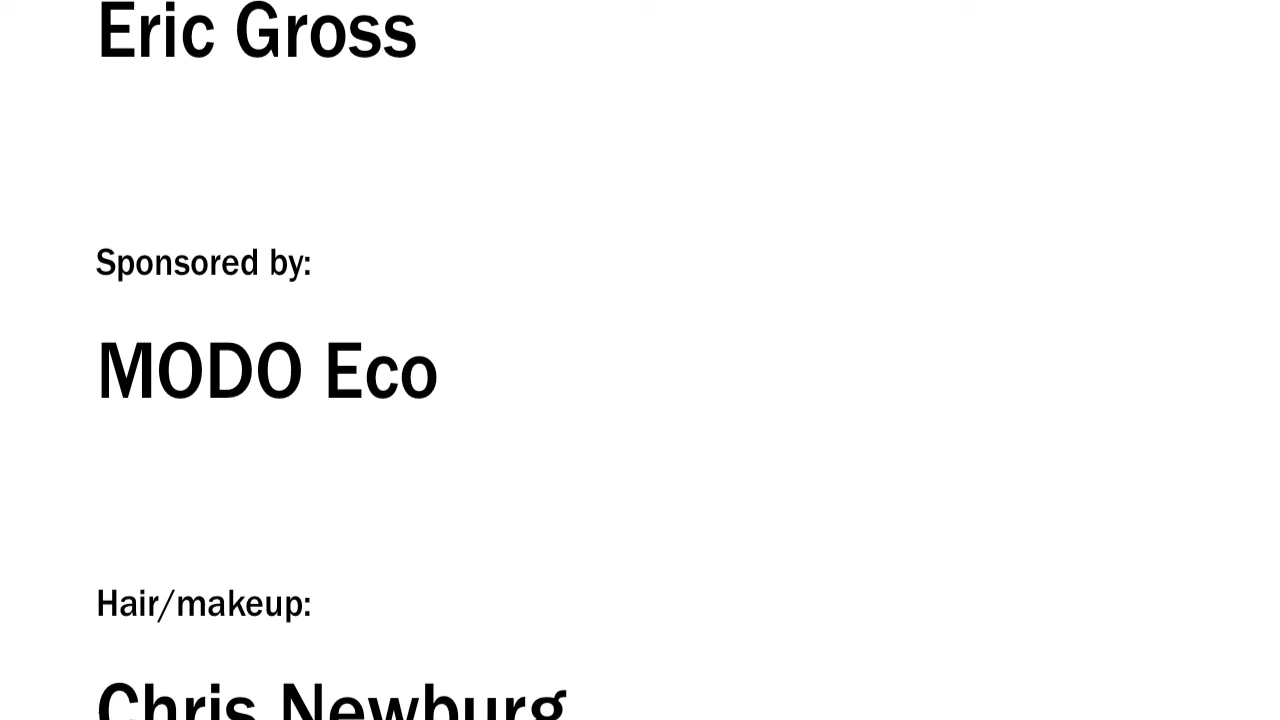 Eric Gross
Sponsored by:
MODO Eco
Hair/makeup:
Chris Newburg